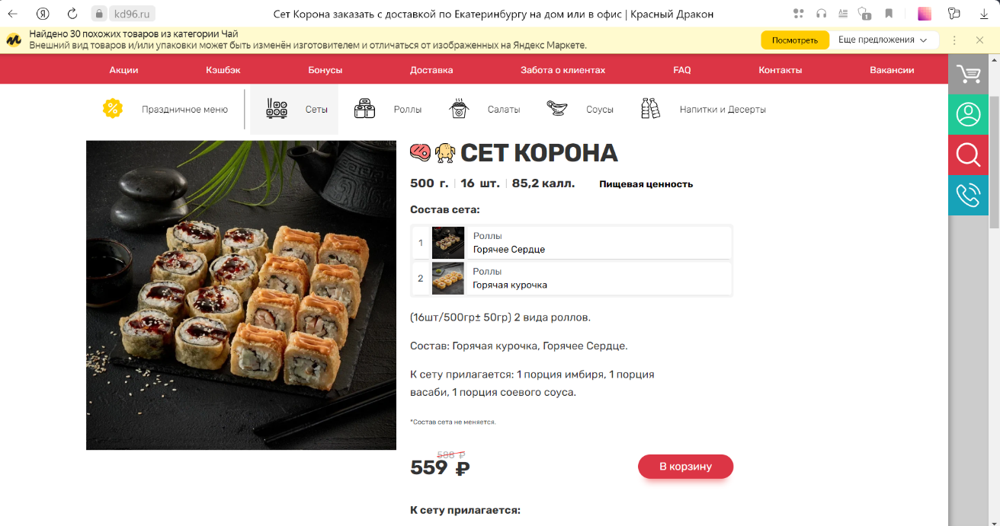 kd96.ru
Сет Корона заказать с доставкой по Екатеринбургу на дом или в офис | Красный Дракон
1
Найдено 30 похожих товаров из категории Чай
Внешний вид товаров и/или упаковки может быть изменён изготовителем и отличаться от изображенных на Яндекс Маркете.
Посмотреть
Еще предложения
Акции
Кэшбэк
Бонусы
Доставка
Забота о клиентах
FAQ
Контакты
Вакансии
Праздничное меню
Сеты
Роллы
Салаты
Соусы
Напитки и Десерты
СЕТ КОРОНА
500 г. | 16 шт. | 85,2 калл.
Пищевая ценность
Состав сета:
1
Роллы
Горячее Сердце
2
Роллы
Горячая курочка
(16шт/500гр± 50гр) 2 вида роллов.
Состав: Горячая курочка, Горячее Сердце.
К сету прилагается: 1 порция имбиря, 1 порция
васаби, 1 порция соевого соуса.
*Состав сета не меняется.
588 ₽
559 ₽
В корзину
К сету прилагается: